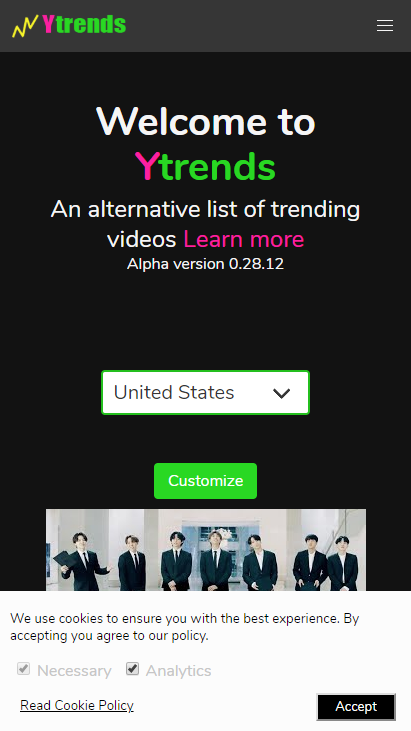 Ytrends
Welcome to
Ytrends
An alternative list of trending
videos Learn more
Alpha version 0.28.12
United States
Customize
We use cookies to ensure you with the best experience. By
accepting you agree to our policy.
Necessary Analytics
Read Cookie Policy Accept